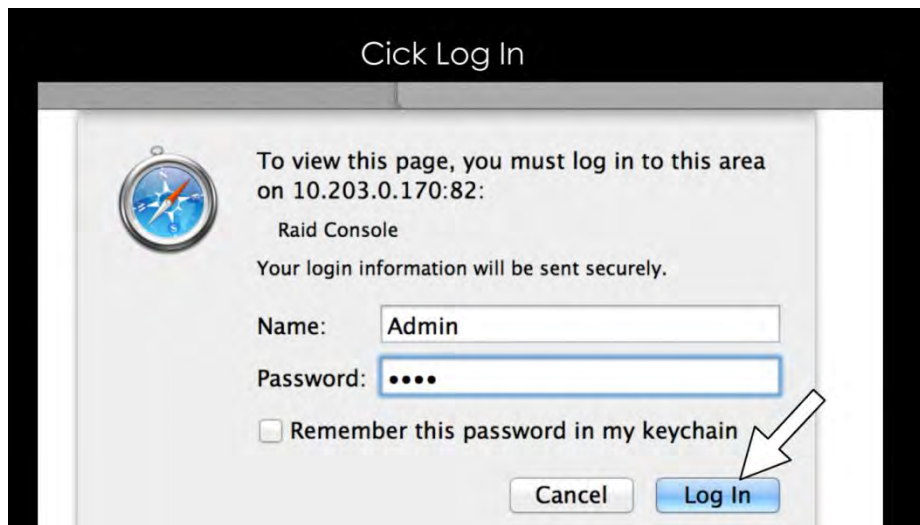 Cick Log In
To view this page, you must log in to this area
on 10.203.0.170:82:
Raid Console
Your login information will be sent securely.
Name: Admin
Password: ••••
Remember this password in my keychain
Cancel Log In